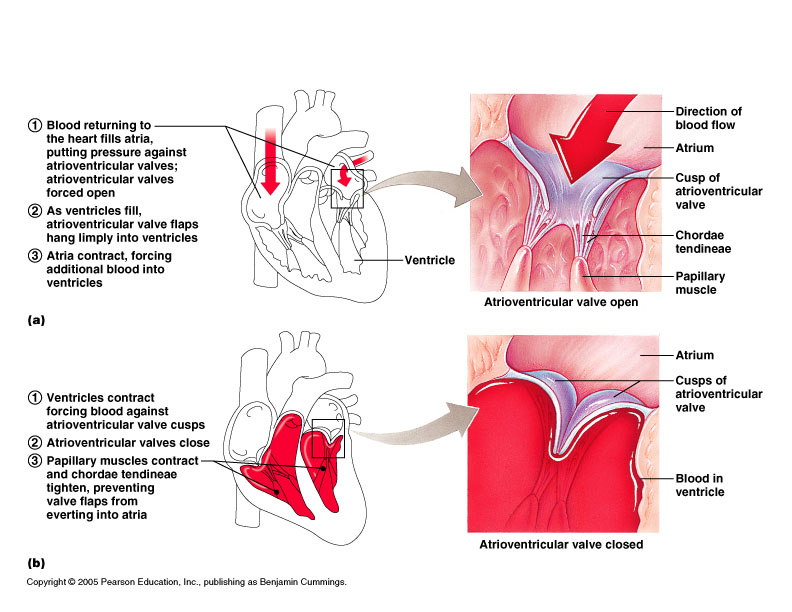 ① Blood returning to
the heart fills atria,
putting pressure against
atrioventricular valves;
atrioventricular valves
forced open
② As ventricles fill,
atrioventricular valve flaps
hang limply into ventricles
③ Atria contract, forcing
additional blood into
ventricles
Ventricle
Direction of
blood flow
Atrium
Cusp of
atrioventricular
valve
Chordae
tendineae
Papillary
muscle
Atrioventricular valve open
(a)
① Ventricles contract
forcing blood against
atrioventricular valve cusps
② Atrioventricular valves close
③ Papillary muscles contract
and chordae tendineae
tighten, preventing
valve flaps from
everting into atria
Atrium
Cusps of
atrioventricular
valve
Blood in
ventricle
Atrioventricular valve closed
(b)
Copyright © 2005 Pearson Education, Inc., publishing as Benjamin Cummings.